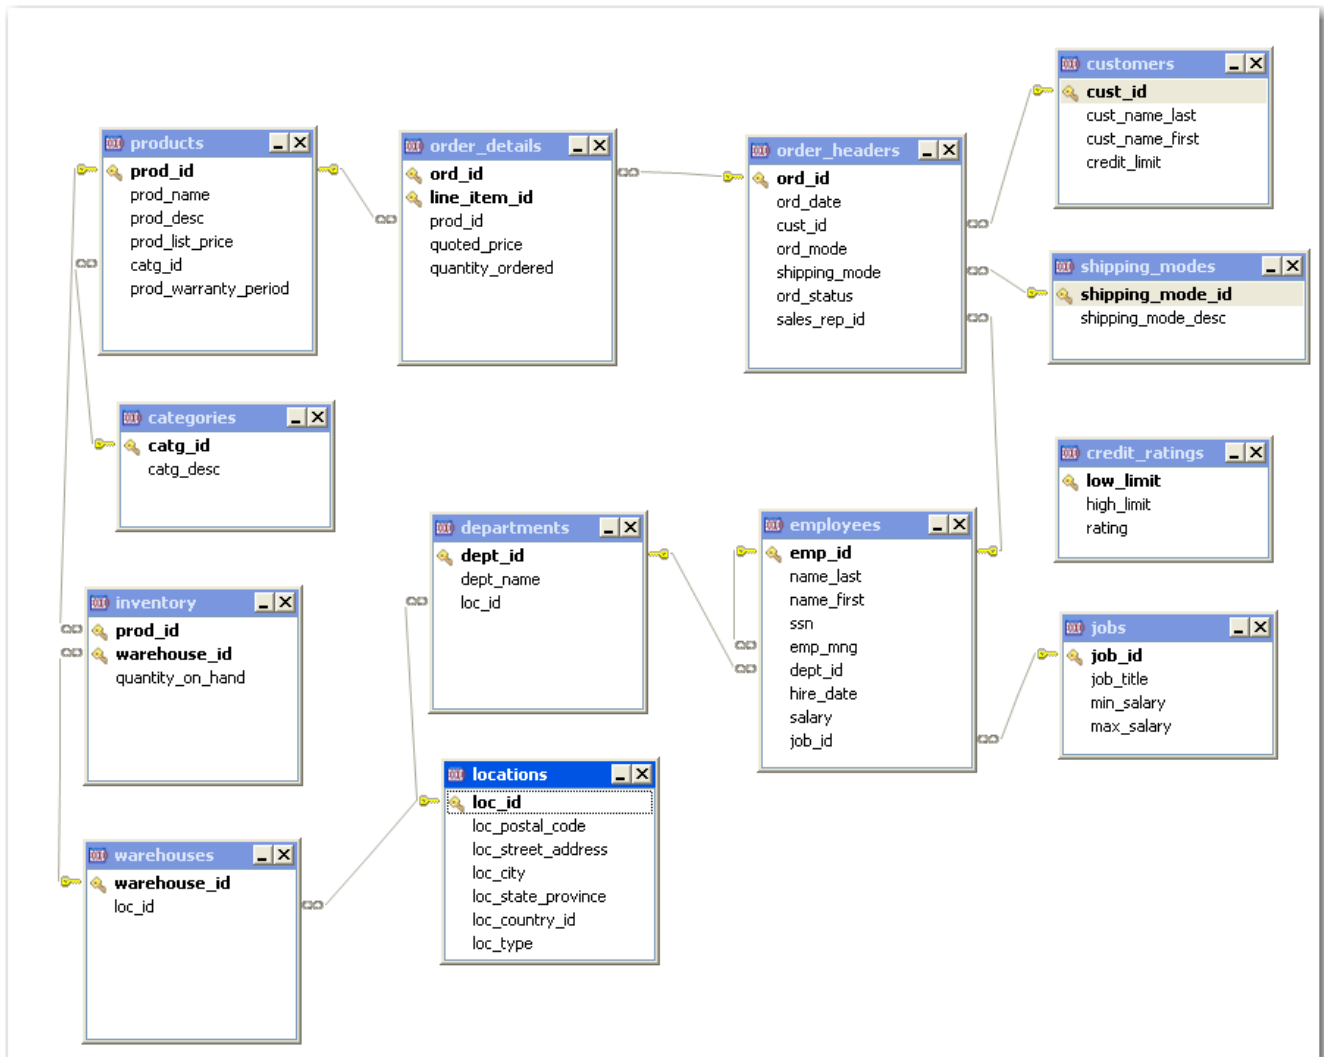 products
prod_id
prod_name
prod_desc
prod_list_price
catg_id
prod_warranty_period
order_details
ord_id
line_item_id
prod_id
quoted_price
quantity_ordered
order_headers
ord_id
ord_date
cust_id
ord_mode
shipping_mode
ord_status
sales_rep_id
customers
cust_id
cust_name_last
cust_name_first
credit_limit
shipping_modes
shipping_mode_id
shipping_mode_desc
categories
catg_id
catg_desc
credit_ratings
low_limit
high_limit
rating
departments
dept_id
dept_name
loc_id
employees
emp_id
name_last
name_first
ssn
emp_mng
dept_id
hire_date
salary
job_id
inventory
prod_id
warehouse_id
quantity_on_hand
jobs
job_id
job_title
min_salary
max_salary
locations
loc_id
loc_postal_code
loc_street_address
loc_city
loc_state_province
loc_country_id
loc_type
warehouses
warehouse_id
loc_id